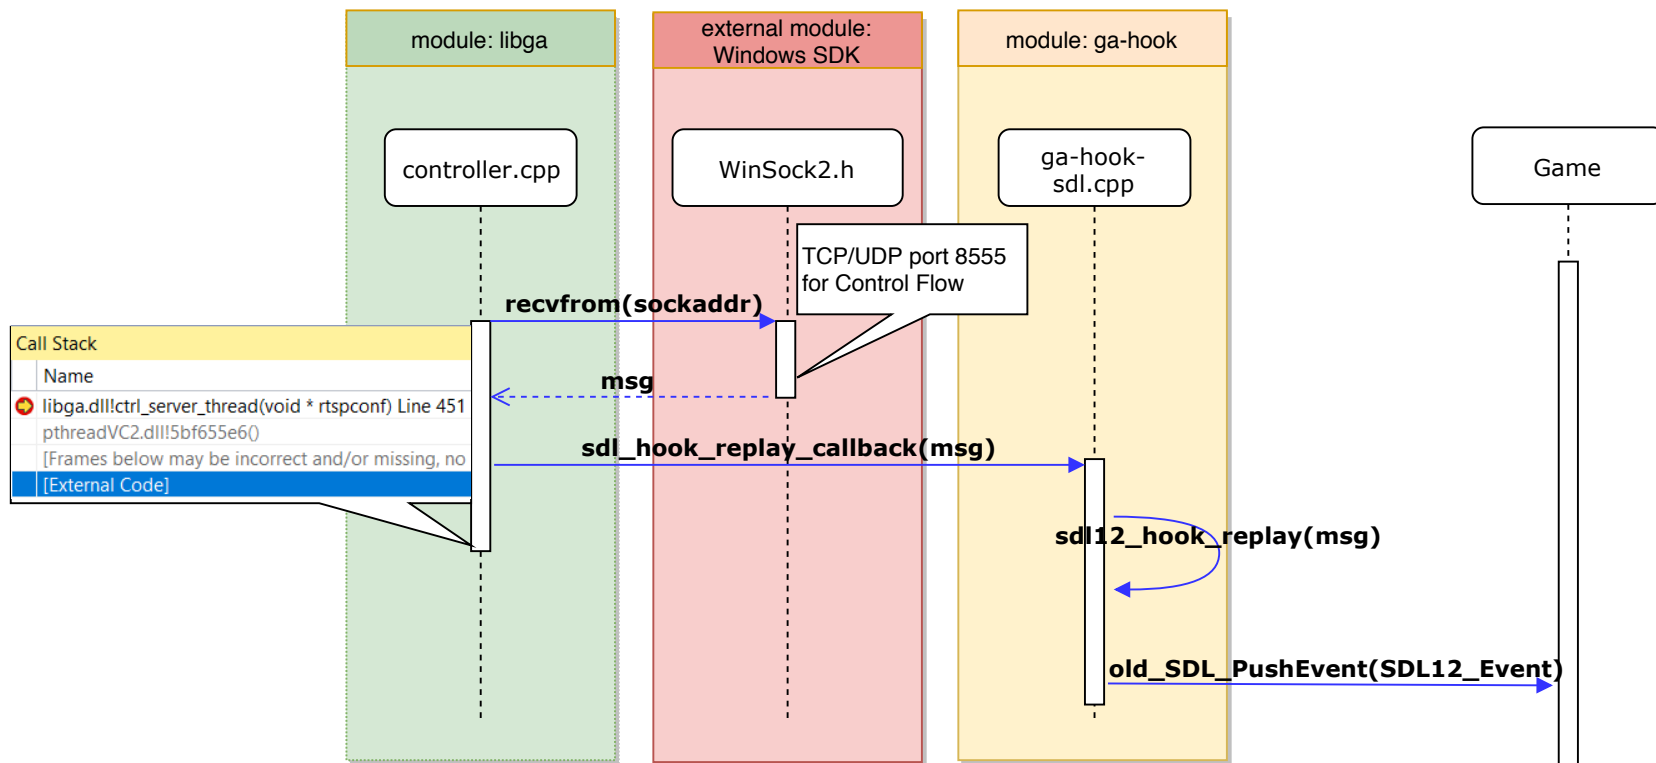 module: libga
external module:
Windows SDK
module: ga-hook
controller.cpp
WinSock2.h
ga-hook-
sdl.cpp
Game
TCP/UDP port 8555
for Control Flow
recvfrom(sockaddr)
Call Stack
Name
libga.dll!ctrl_server_thread(void * rtspconf) Line 451
pthreadVC2.dll!5bf655e6()
[Frames below may be incorrect and/or missing, no
[External Code]
msg
sdl_hook_replay_callback(msg)
sdl12_hook_replay(msg)
old_SDL_PushEvent(SDL12_Event)